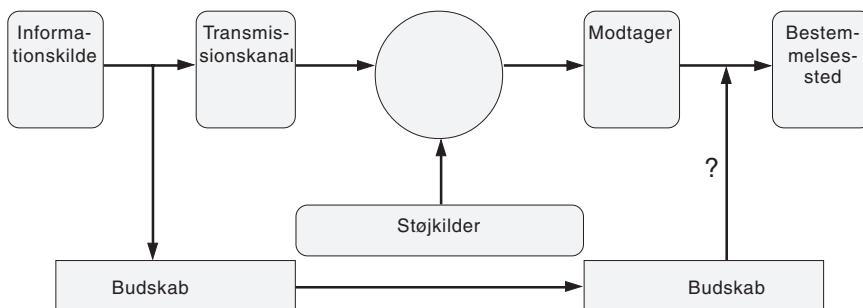 Informa-
tionskilde
Transmis-
sionskanal
Modtager
Bestem-
melses-
sted
?
Støjkilder
Budskab
Budskab